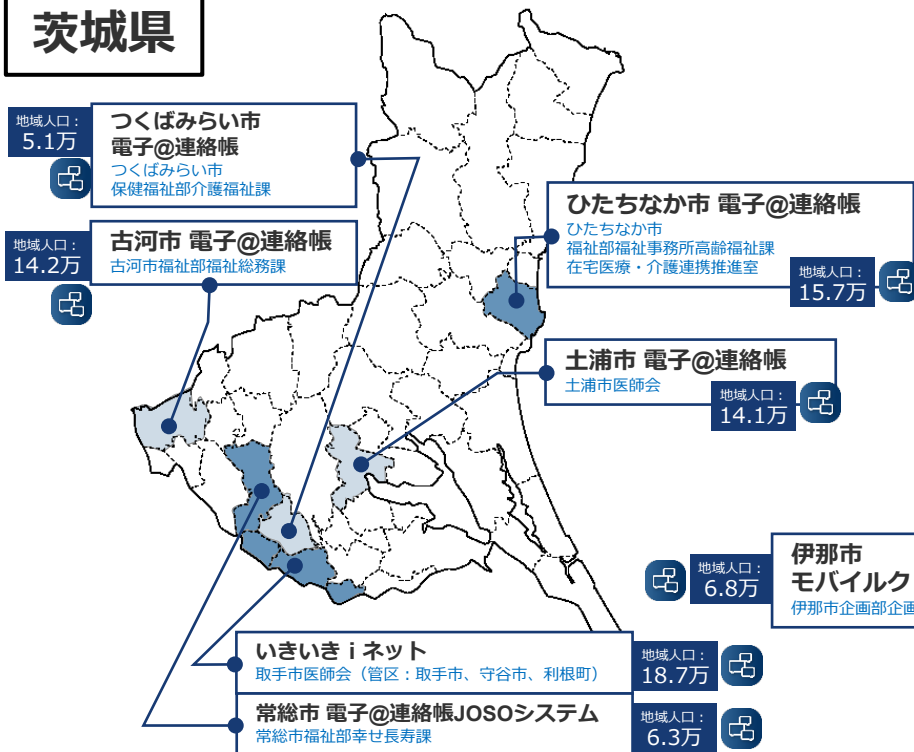 茨城県
地域人口：
5.1万
つくばみらい市
電子@連絡帳
つくばみらい市
保健福祉部介護福祉課
地域人口：
14.2万
古河市 電子@連絡帳
古河市福祉部福祉総務課
ひたちなか市 電子@連絡帳
ひたちなか市
福祉部福祉事務所高齢福祉課
在宅医療・介護連携推進室
地域人口：
15.7万
土浦市 電子@連絡帳
土浦市医師会
地域人口：
14.1万
地域人口：
6.8万
伊那市
モバイルク
伊那市企画部企画
いきいき i ネット
取手市医師会（管区：取手市、守谷市、利根町）
地域人口：
18.7万
常総市 電子@連絡帳JOSOシステム
常総市福祉部幸せ長寿課
地域人口：
6.3万